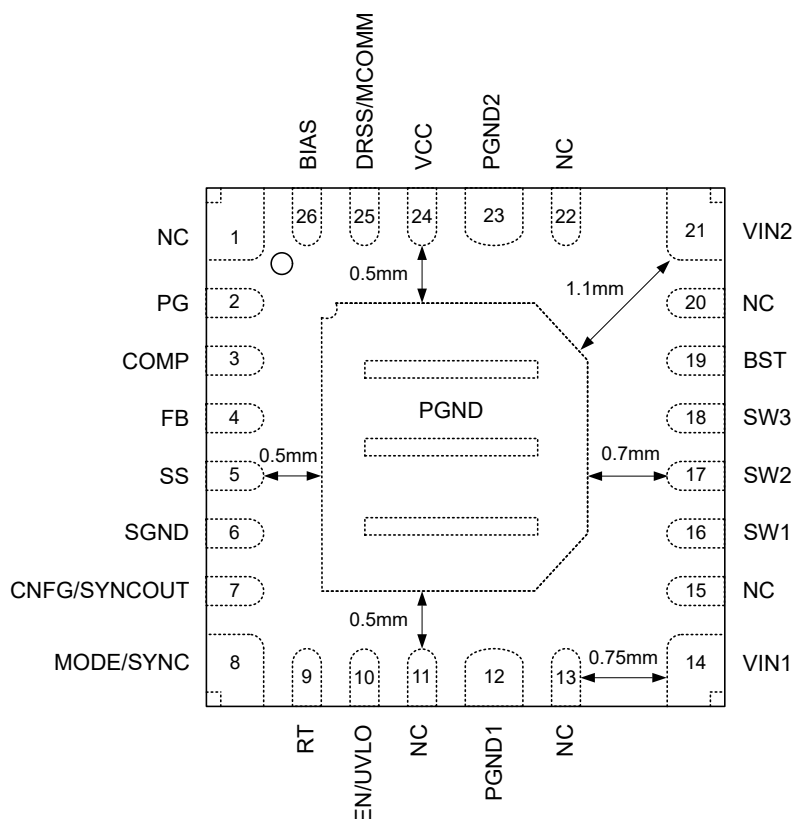 BIAS
DRSS/MCOMM
VCC
PGND2
NC
26
25
24
23
22
NC
1
21
VIN2
0.5mm
1.1mm
PG
2
20
NC
COMP
3
19
BST
PGND
FB
4
18
SW3
0.5mm
0.7mm
SS
5
17
SW2
SGND
6
16
SW1
CNFG/SYNCOUT
7
15
NC
0.5mm
MODE/SYNC
8
0.75mm
14
VIN1
9
10
11
12
13
RT
EN/UVLO
NC
PGND1
NC